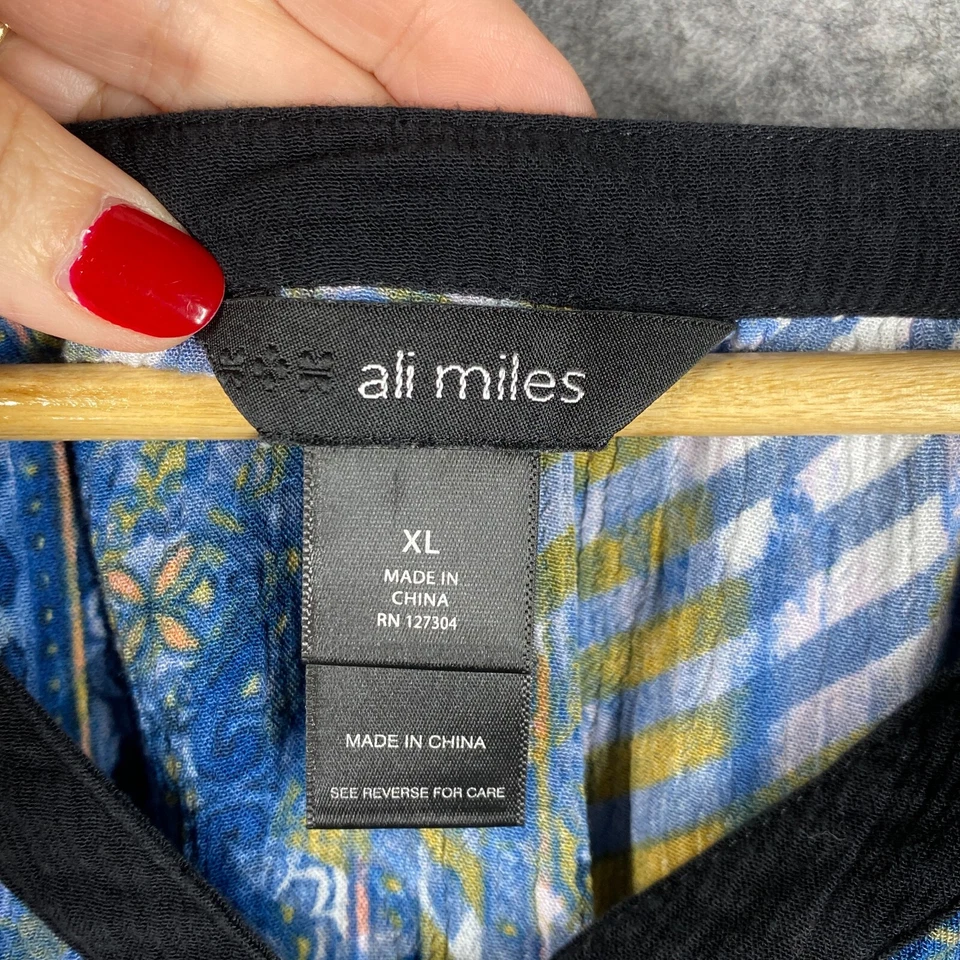 ali miles
XL
MADE IN
CHINA
RN 127304
MADE IN CHINA
SEE REVERSE FOR CARE